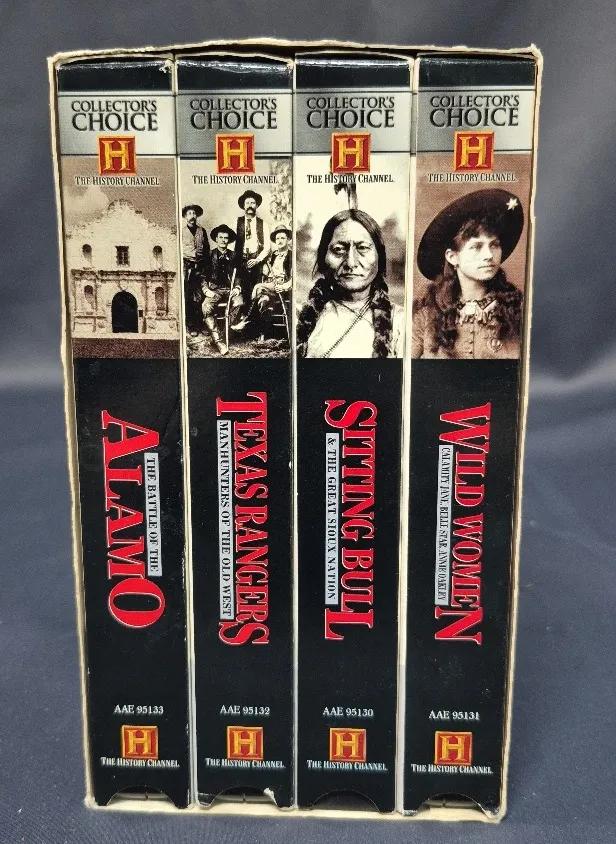 COLLECTOR'S
CHOICE
H
THE HISTORY CHANNEL
THE BATTLE OF THE
ALAMO
AAE 95133
H
THE HISTORY CHANNEL
COLLECTOR'S
CHOICE
H
THE HISTORY CHANNEL
TEXAS RANGERS
MANHUNTERS OF THE OLD WEST
AAE 95132
H
THE HISTORY CHANNEL
COLLECTOR'S
CHOICE
H
THE HISTORY CHANNEL
SITTING BULL
& THE GREAT SIOUX NATION
AAE 95130
H
THE HISTORY CHANNEL
COLLECTOR'S
CHOICE
H
THE HISTORY CHANNEL
WILD WOMEN
CALAMITY JANE, BELLE STAR, ANNIE OAKLEY
AAE 95131
H
THE HISTORY CHANNEL